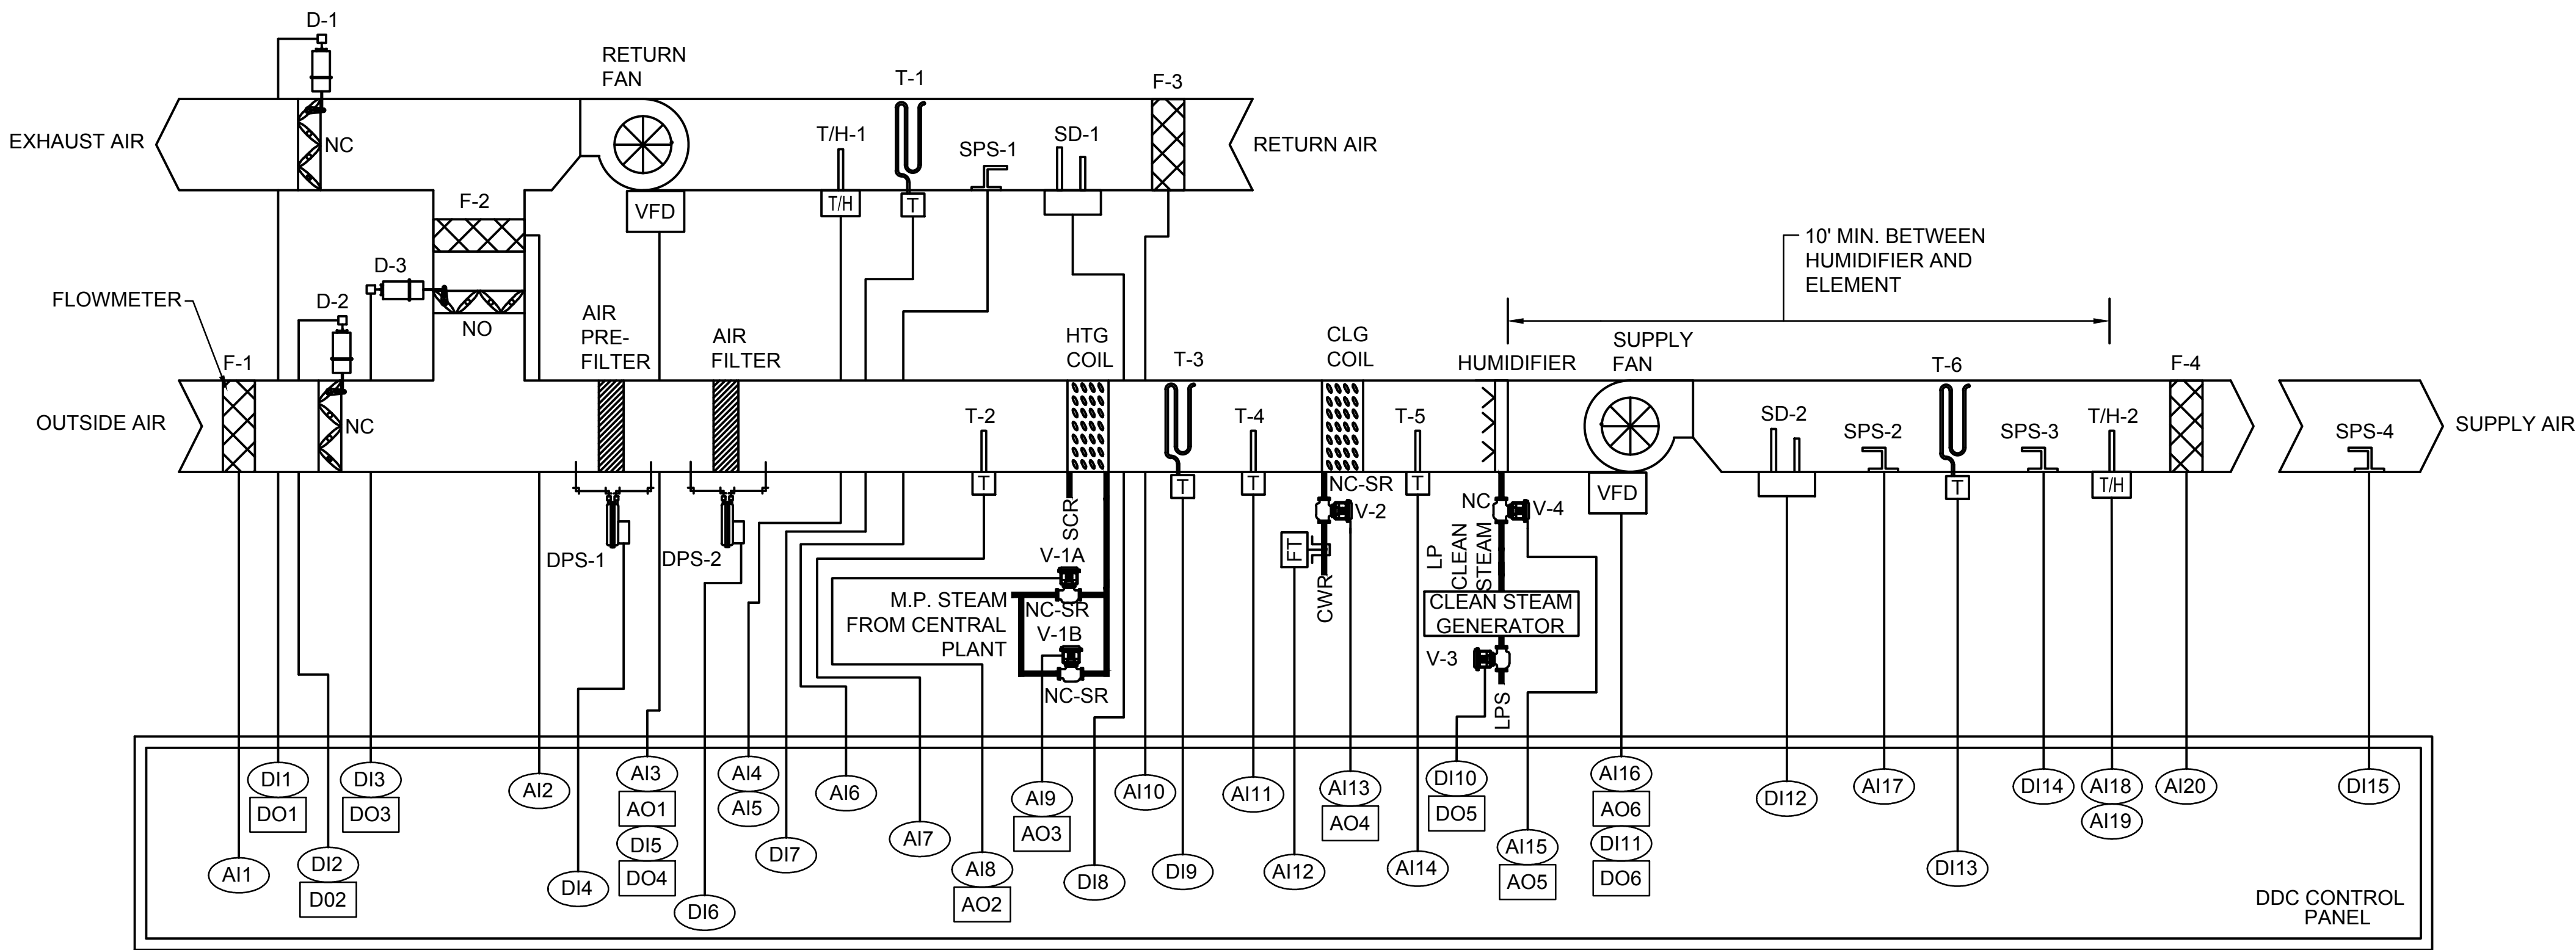 D-1
RETURN
FAN
T-1
F-3
EXHAUST AIR
NC
T/H-1
SPS-1
SD-1
RETURN AIR
F-2
VFD
T/H
T
10' MIN. BETWEEN
HUMIDIFIER AND
ELEMENT
D-3
FLOWMETER
D-2
NO
AIR
PRE-
FILTER
AIR
FILTER
HTG
COIL
CLG
COIL
SUPPLY
FAN
F-1
T-3
HUMIDIFIER
T-6
F-4
OUTSIDE AIR
NC
T-2
T-4
T-5
SD-2
SPS-2
SPS-3
T/H-2
SPS-4
SUPPLY AIR
T
T
T
NC-SR
T
VFD
T
T/H
DPS-1
DPS-2
SCR
V-2
NC
V-4
FT
CWR
LP
CLEAN
STEAM
V-1A
M.P. STEAM
FROM CENTRAL
PLANT
NC-SR
V-1B
NC-SR
CLEAN STEAM
GENERATOR
V-3
LPS
AI1
DI1
DO1
DI2
D02
DI3
DO3
AI2
DI4
AI3
AO1
DI5
DO4
DI6
AI4
AI5
DI7
AI6
AI7
AI8
AO2
AI9
AO3
DI8
AI10
DI9
AI11
AI12
AI13
AO4
AI14
DI10
DO5
AI15
AO5
AI16
AO6
DI11
DO6
DI12
AI17
DI13
DI14
AI18
AI19
AI20
DI15
DDC CONTROL
PANEL